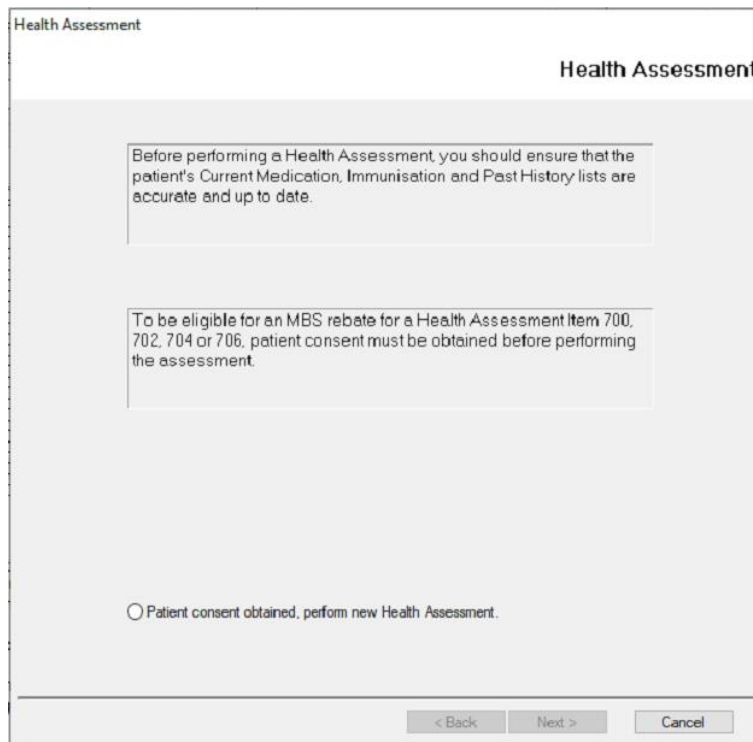 Health Assessment
Health Assessment
Before performing a Health Assessment, you should ensure that the
patient's Current Medication, Immunisation and Past History lists are
accurate and up to date.
To be eligible for an MBS rebate for a Health Assessment Item 700,
702, 704 or 706, patient consent must be obtained before performing
the assessment.
Patient consent obtained, perform new Health Assessment.
< Back Next > Cancel